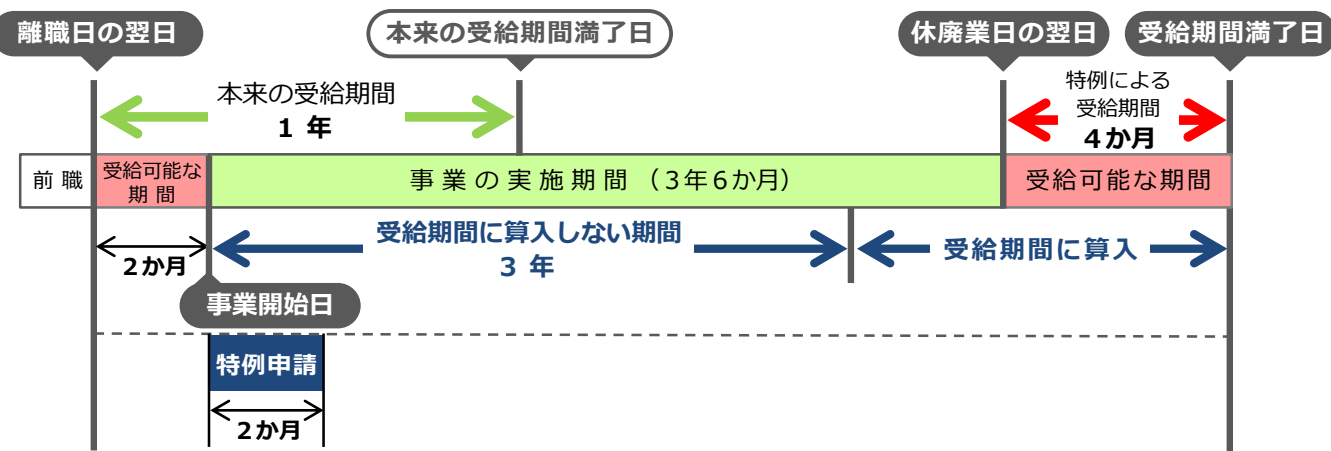 離職日の翌日
本来の受給期間満了日
休廃業日の翌日
受給期間満了日
本来の受給期間
1 年
特例による
受給期間
4か月
前 職
受給可能な
期 間
事 業 の 実 施 期 間 (3年6か月)
受給可能な期間
2か月
受給期間に算入しない期間
3 年
受給期間に算入
事業開始日
特例申請
2か月